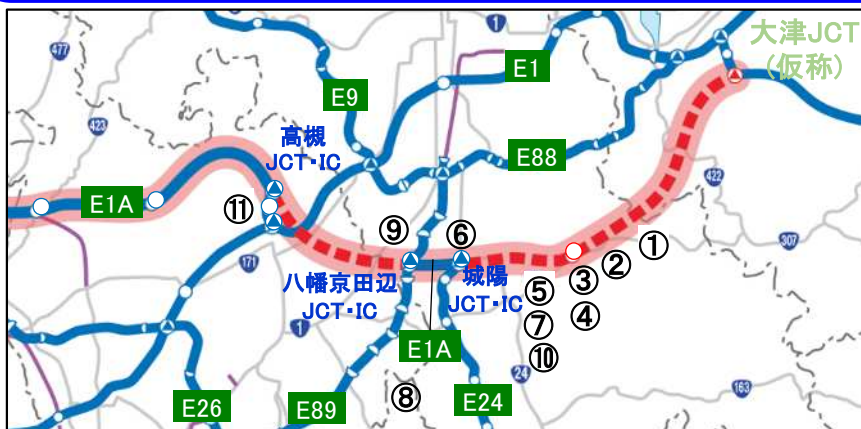 大津JCT
(仮称)
477
1
E1
E9
423
高槻
JCT・IC
E88
422
E1A
⑪
⑨
⑥
①
307
②
171
③
八幡京田辺
JCT・IC
城陽
JCT・IC
⑤
④
1
⑦
E1A
⑩
24
163
⑧
E26
E89
E24